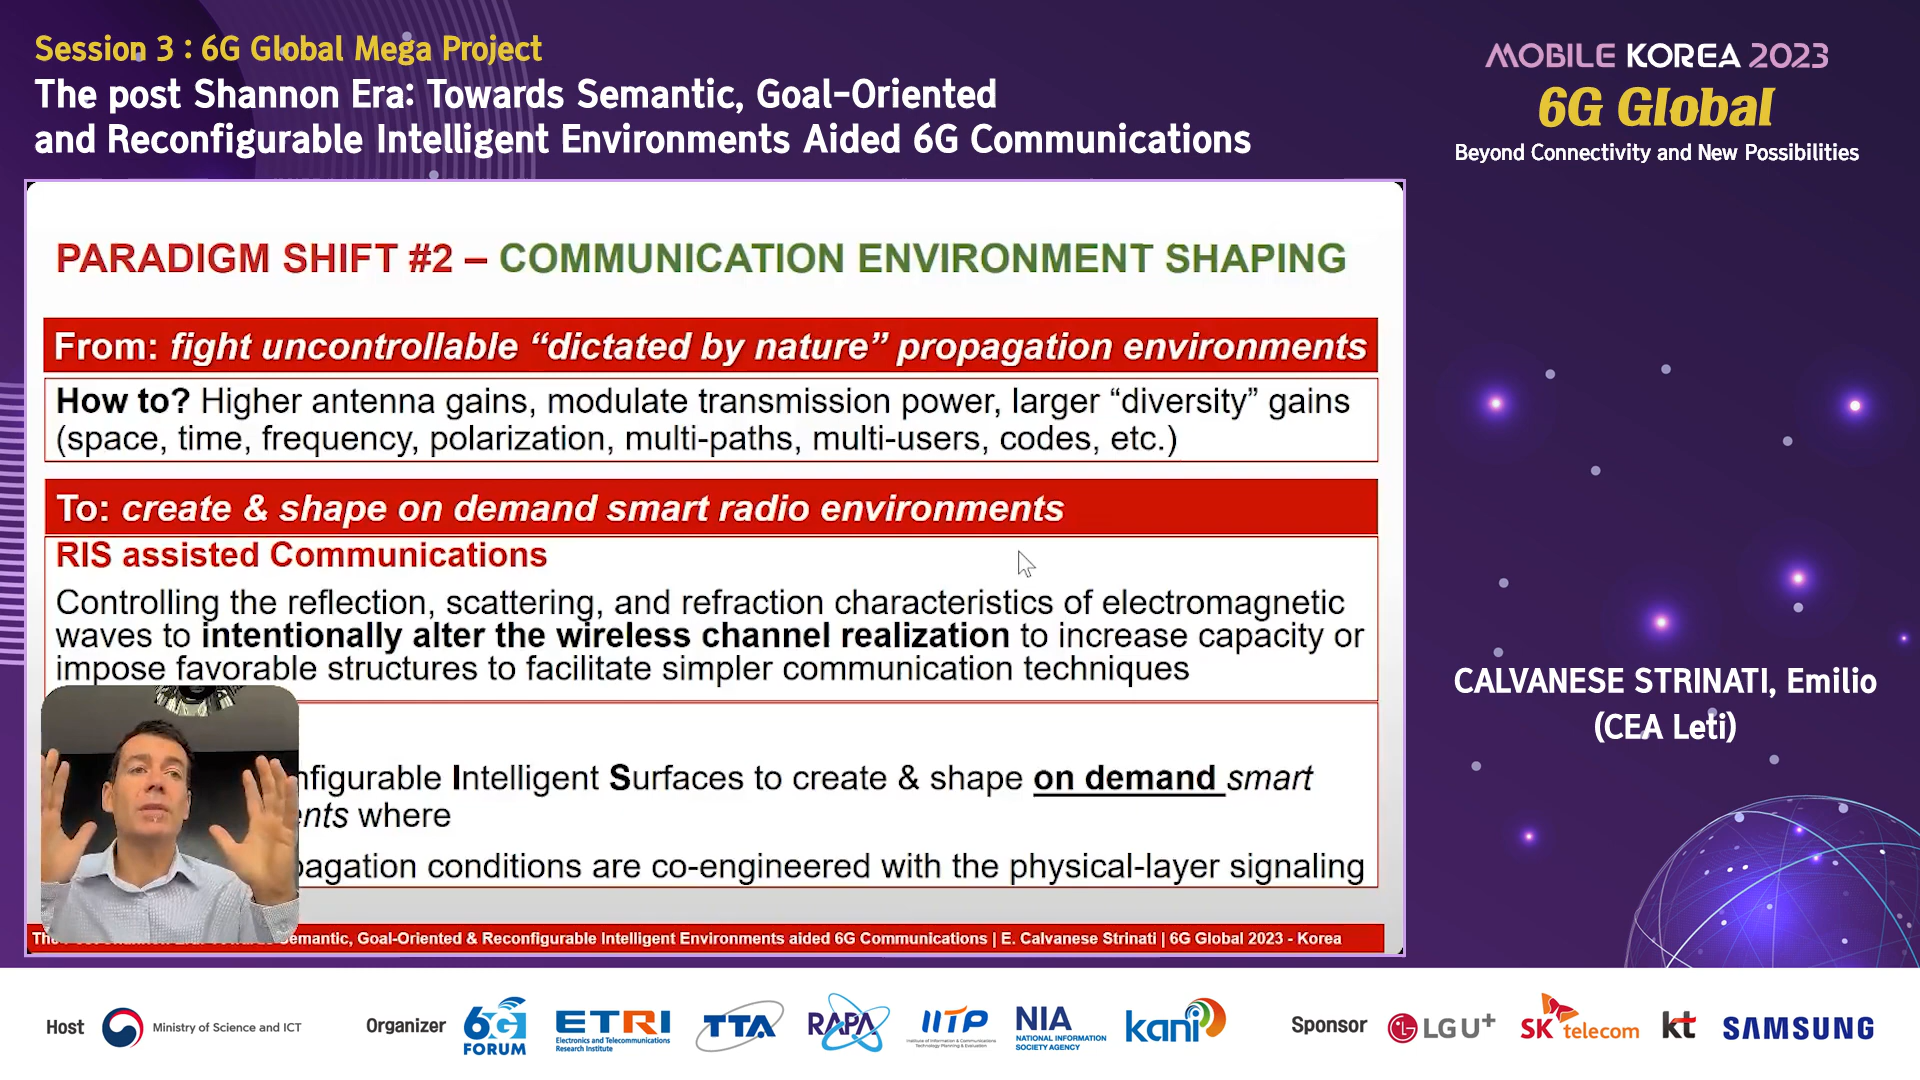 Session 3 : 6G Global Mega Project
The post Shannon Era: Towards Semantic, Goal-Oriented
and Reconfigurable Intelligent Environments Aided 6G Communications
MOBILE KOREA 2023
6G Global
Beyond Connectivity and New Possibilities
PARADIGM SHIFT #2 – COMMUNICATION ENVIRONMENT SHAPING
From: fight uncontrollable “dictated by nature” propagation environments
How to? Higher antenna gains, modulate transmission power, larger “diversity” gains
(space, time, frequency, polarization, multi-paths, multi-users, codes, etc.)
To: create & shape on demand smart radio environments
RIS assisted Communications
Controlling the reflection, scattering, and refraction characteristics of electromagnetic
waves to intentionally alter the wireless channel realization to increase capacity or
impose favorable structures to facilitate simpler communication techniques
nfigurable Intelligent Surfaces to create & shape on demand smart
ents where
pagation conditions are co-engineered with the physical-layer signaling
Semantic, Goal-Oriented & Reconfigurable Intelligent Environments aided 6G Communications | E. Calvanese Strinati | 6G Global 2023 - Korea
CALVANESE STRINATI, Emilio
(CEA Leti)
Host
Ministry of Science and ICT
Organizer
6G FORUM
ETRI
Electronics and Telecommunications
Research Institute
TTA
RAPA
IITP
Institute of Information & Communications
Technology Planning & Evaluation
NIA
NATIONAL INFORMATION
SOCIETY AGENCY
kani
Sponsor
LG U+
SK telecom
kt
SAMSUNG